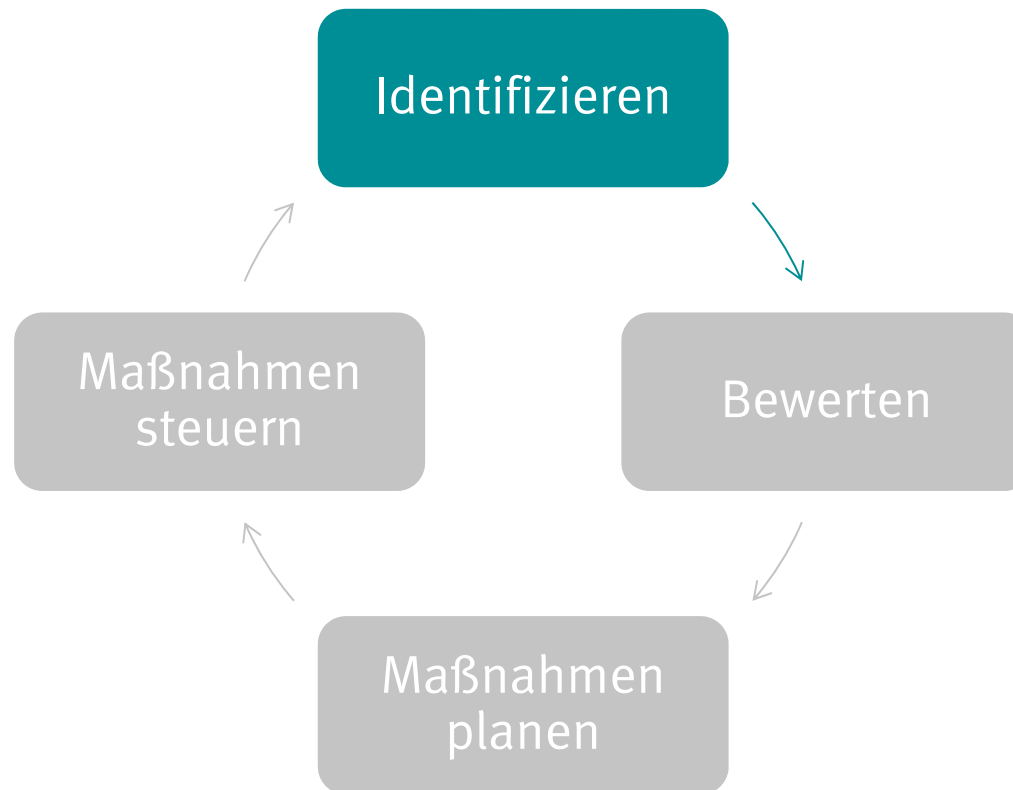 Identifizieren
Maßnahmen
steuern
Bewerten
Maßnahmen
planen